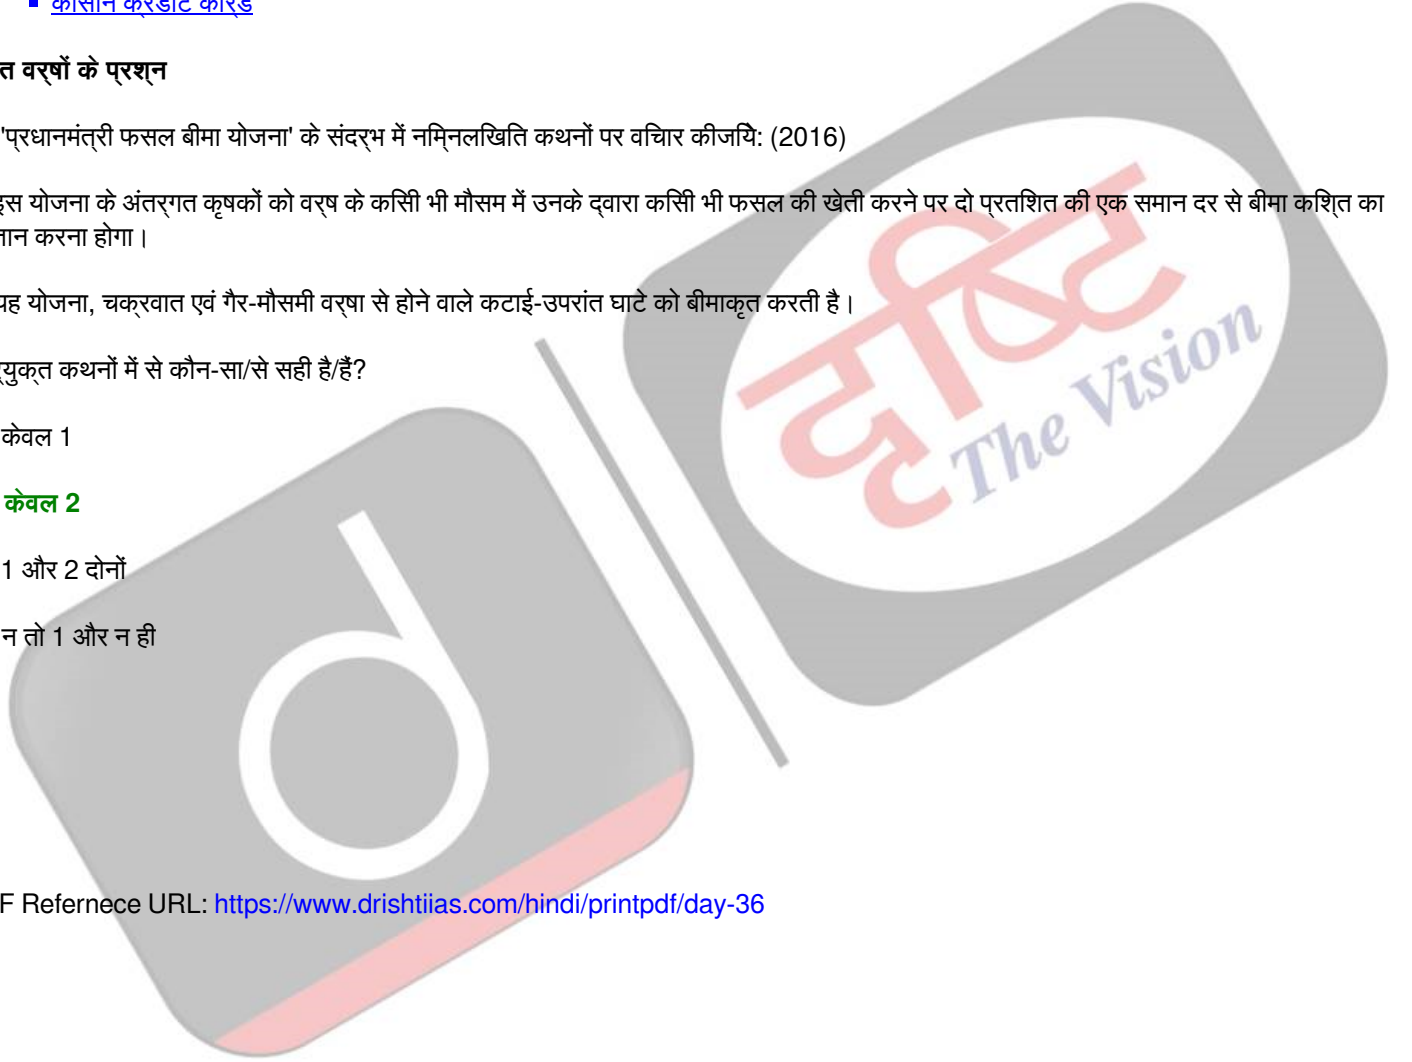 किसान क्रेडिट कार्ड
त वर्षों के प्रश्न
'प्रधानमंत्री फसल बीमा योजना' के संदर्भ में निम्नलिखित कथनों पर विचार कीजिये: (2016)
इस योजना के अंतर्गत कृषकों को वर्ष के किसी भी मौसम में उनके द्वारा किसी भी फसल की खेती करने पर दो प्रतिशत की एक समान दर से बीमा किश्त का
तान करना होगा।
यह योजना, चक्रवात एवं गैर-मौसमी वर्षा से होने वाले कटाई-उपरांत घाटे को बीमाकृत करती है।
र्युक्त कथनों में से कौन-सा/से सही है/हैं?
केवल 1
केवल 2
1 और 2 दोनों
न तो 1 और न ही
दृष्टि
The Vision
F Refernece URL: https://www.drishtiias.com/hindi/printpdf/day-36